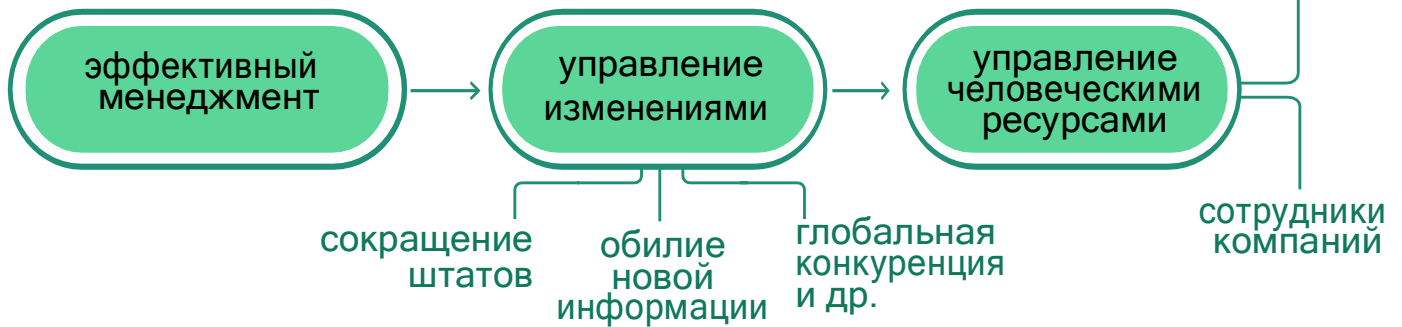 эффективный
менеджмент
управление
изменениями
управление
человеческими
ресурсами
сокращение
штатов
обилие
новой
информации
глобальная
конкуренция
и др.
сотрудники
компаний